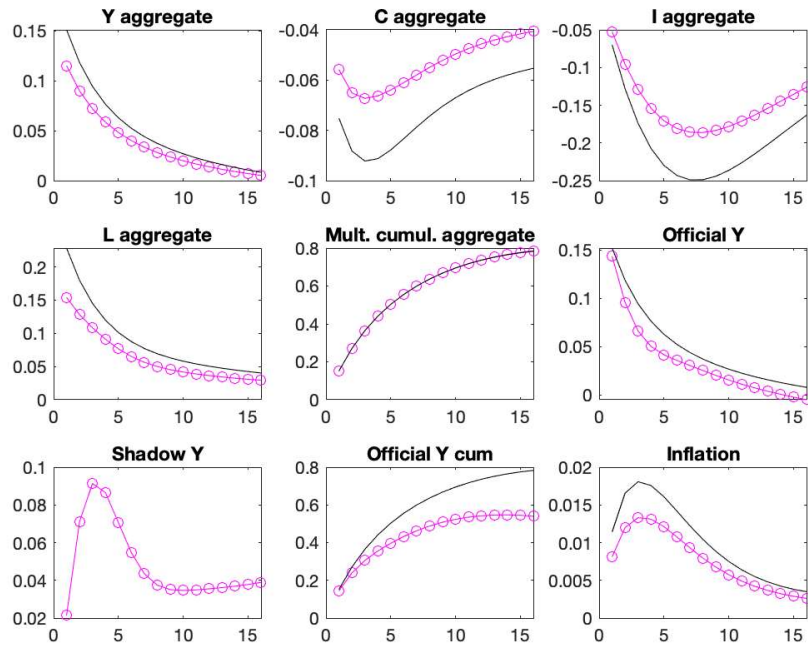 Y aggregate
0.15
0.1
0.05
0
0 5 10 15
C aggregate
-0.04
-0.06
-0.08
-0.1
0 5 10 15
I aggregate
-0.05
-0.1
-0.15
-0.2
-0.25
0 5 10 15
L aggregate
0.2
0.15
0.1
0.05
0
0 5 10 15
Mult. cumul. aggregate
0.8
0.6
0.4
0.2
0
0 5 10 15
Official Y
0.15
0.1
0.05
0
0 5 10 15
Shadow Y
0.1
0.08
0.06
0.04
0.02
0 5 10 15
Official Y cum
0.8
0.6
0.4
0.2
0
0 5 10 15
Inflation
0.02
0.015
0.01
0.005
0
0 5 10 15